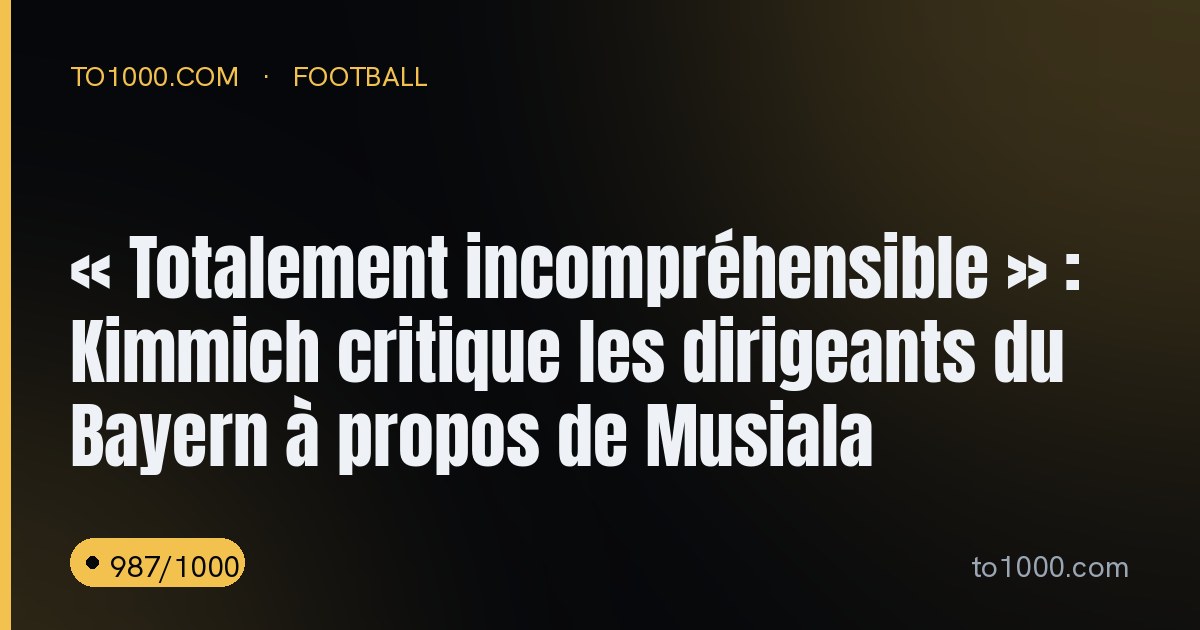 TO1000.COM · FOOTBALL
« Totalement incompréhensible » :
Kimmich critique les dirigeants du
Bayern à propos de Musiala
987/1000
to1000.com